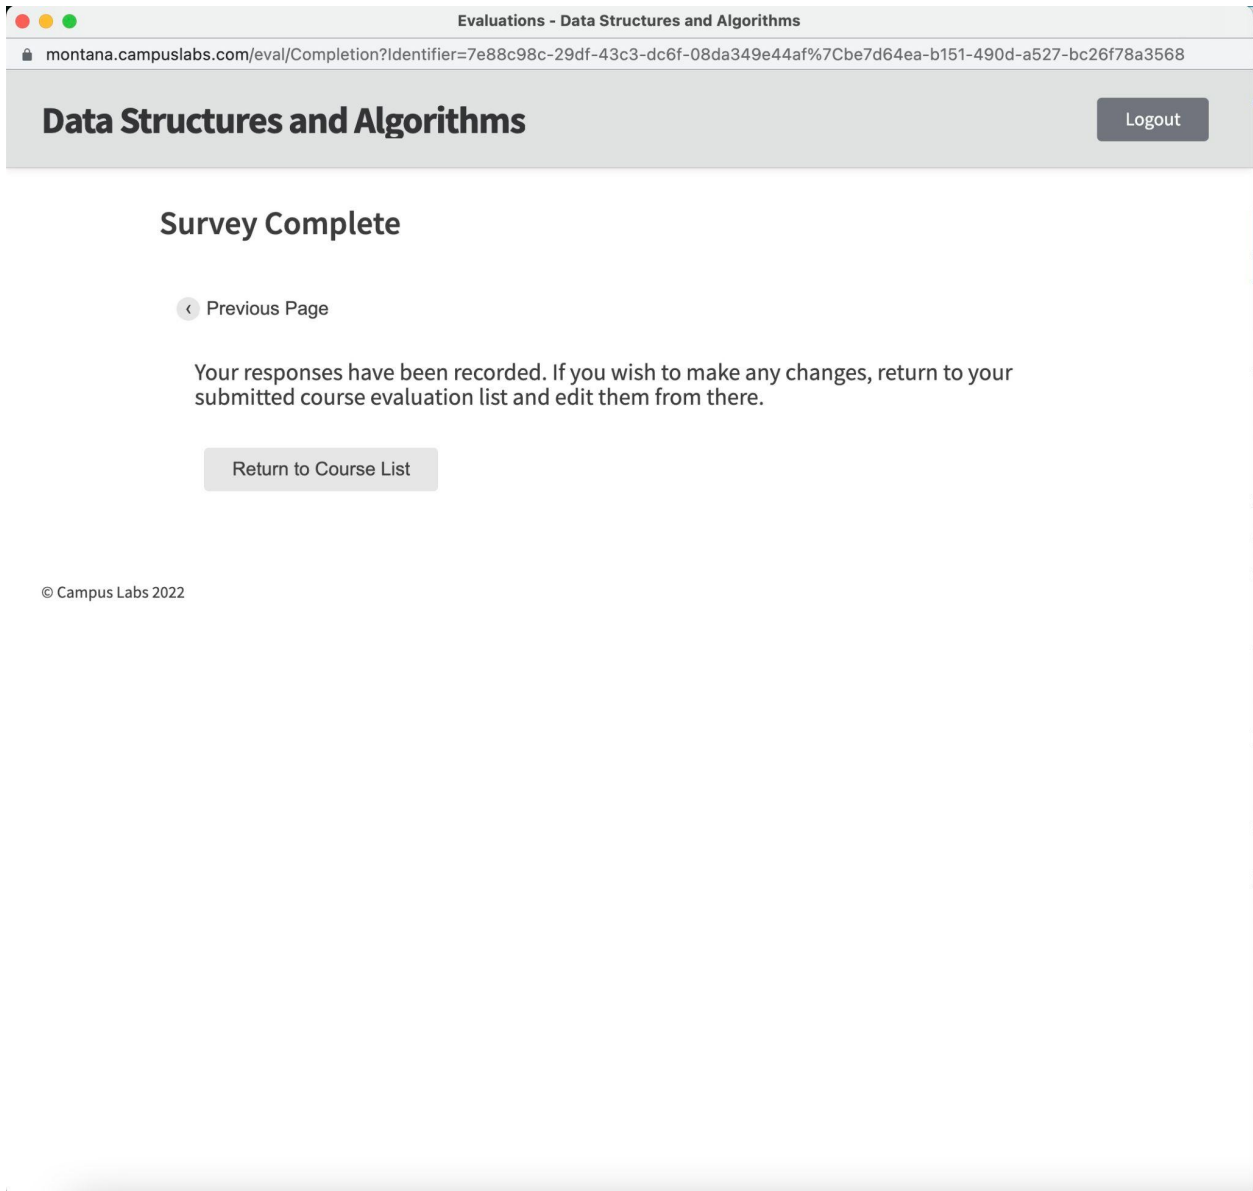 Evaluations - Data Structures and Algorithms
montana.campuslabs.com/eval/Completion?Identifier=7e88c98c-29df-43c3-dc6f-08da349e44af%7Cbe7d64ea-b151-490d-a527-bc26f78a3568
Data Structures and Algorithms
Logout
Survey Complete
Previous Page
Your responses have been recorded. If you wish to make any changes, return to your
submitted course evaluation list and edit them from there.
Return to Course List
© Campus Labs 2022